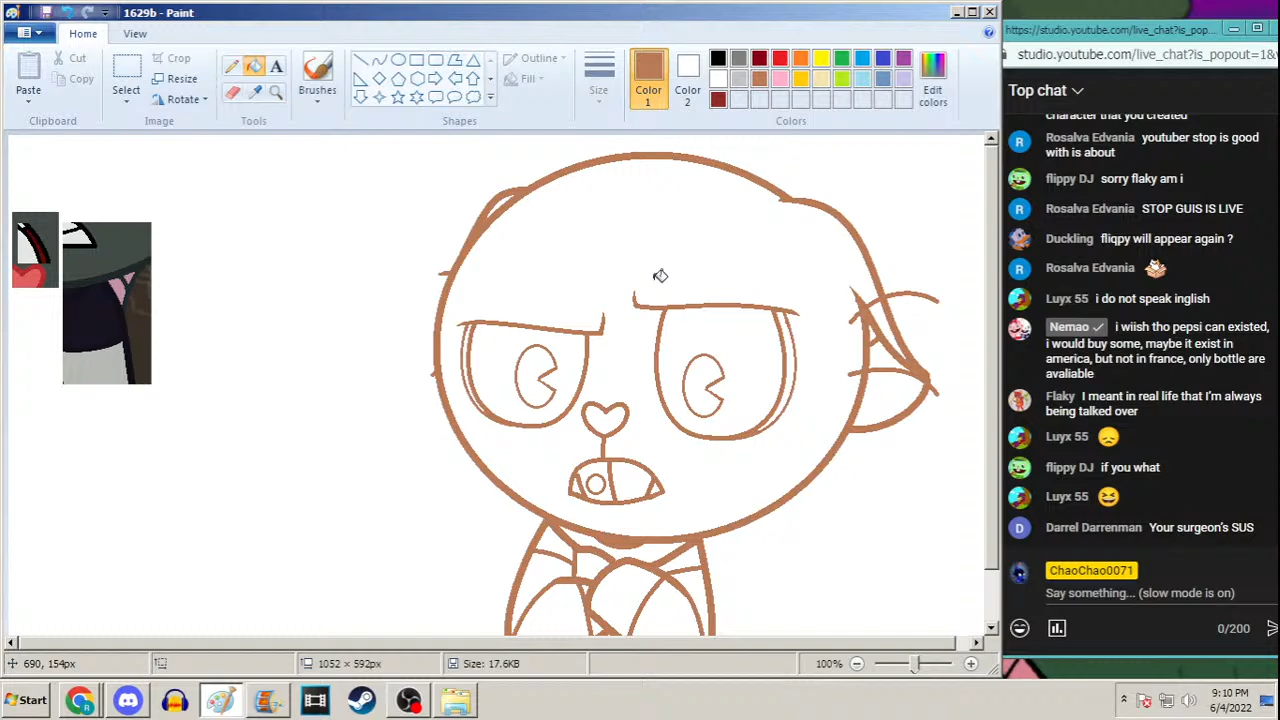 1629b - Paint
https://studio.youtube.com/live_chat?is_pop...
Home
View
studio.youtube.com/live_chat?is_popout=1&
Paste
Cut
Copy
Select
Crop
Resize
Rotate
A
Brushes
Outline
Fill
Size
Color
1
Color
2
Edit
colors
Clipboard
Image
Tools
Shapes
Colors
Top chat
character that you created
R
Rosalva Edvania youtuber stop is good
with is about
flippy DJ sorry flaky am i
R
Rosalva Edvania STOP GUIS IS LIVE
Duckling fliqpy will appear again ?
R
Rosalva Edvania
Luyx 55 i do not speak inglish
Nemao i wiish tho pepsi can existed,
i would buy some, maybe it exist in
america, but not in france, only bottle are
avaliable
Flaky I meant in real life that I'm always
being talked over
Luyx 55
flippy DJ if you what
Luyx 55
D
Darrel Darrenman Your surgeon's SUS
ChaoChao0071
Say something... (slow mode is on)
0/200
690, 154px
1052 × 592px
Size: 17.6KB
100%
Start
9:10 PM
6/4/2022